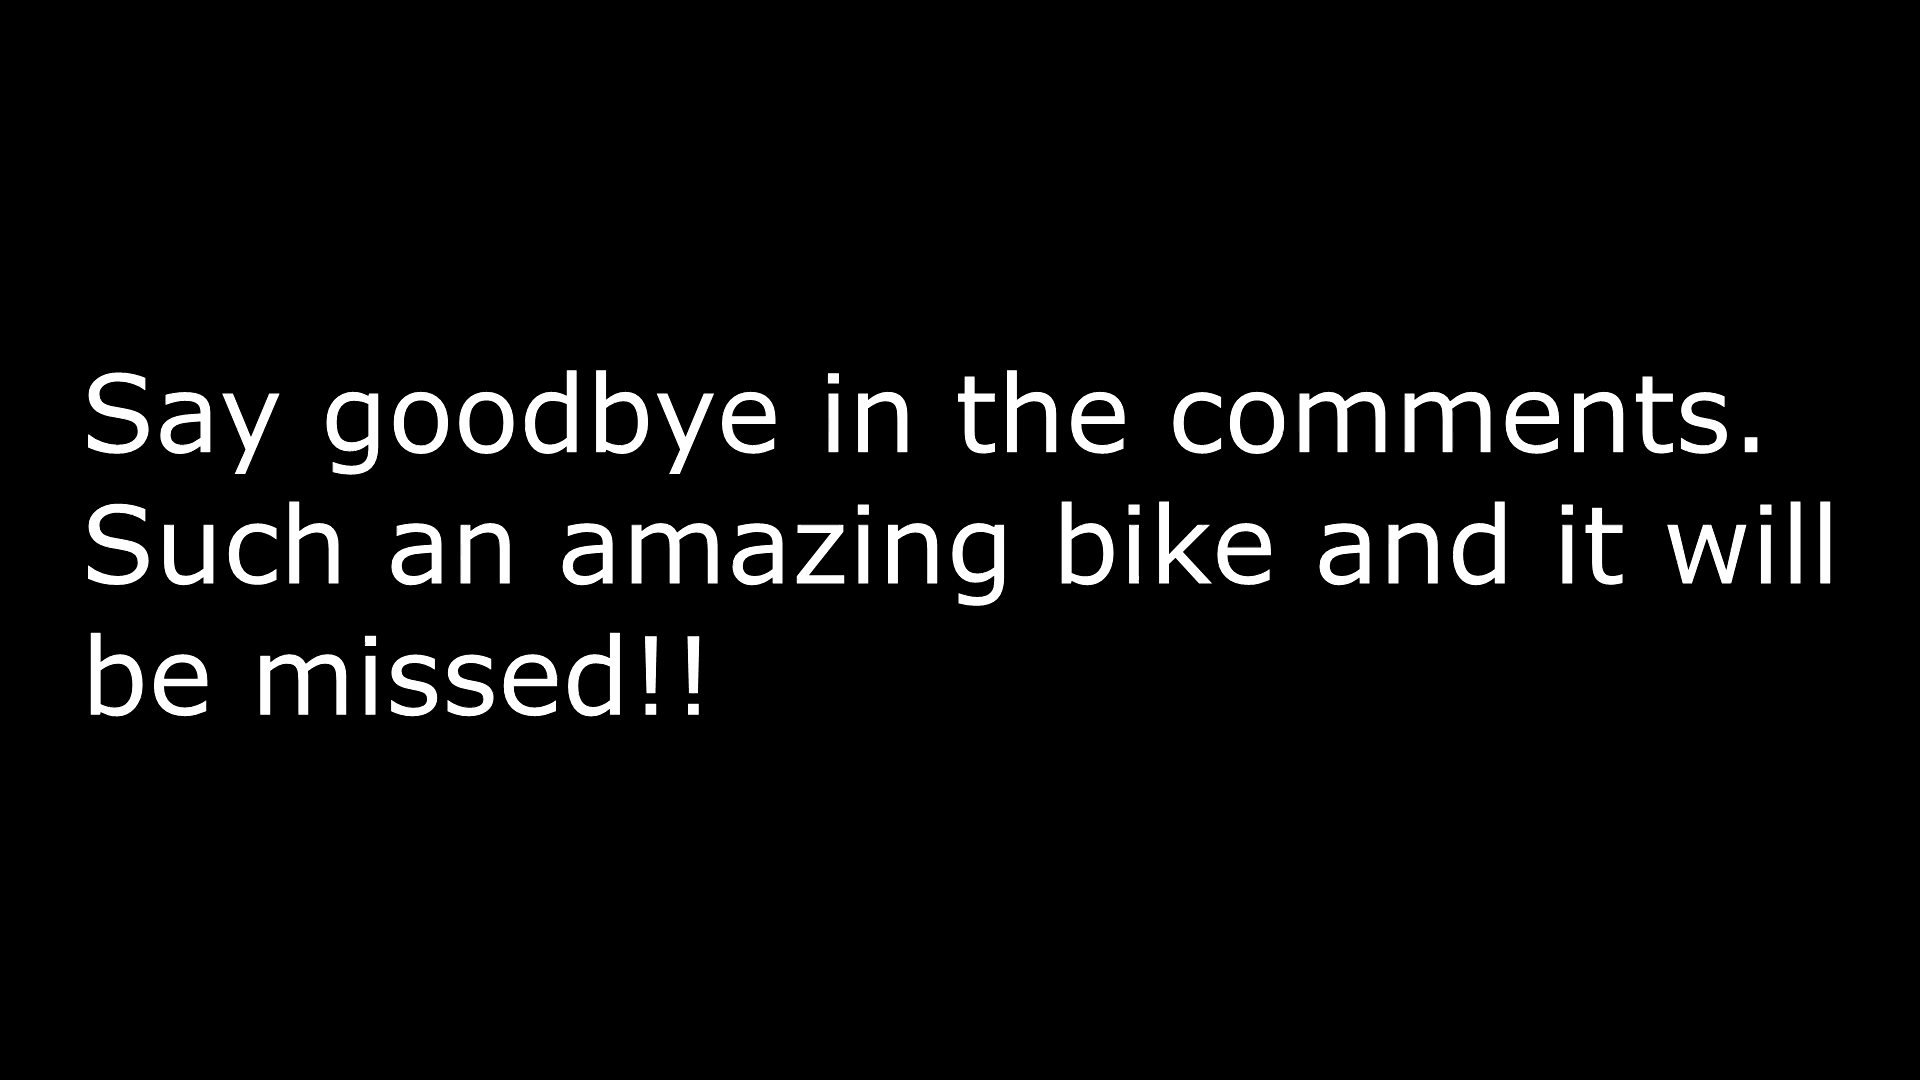 Say goodbye in the comments.
Such an amazing bike and it will
be missed!!